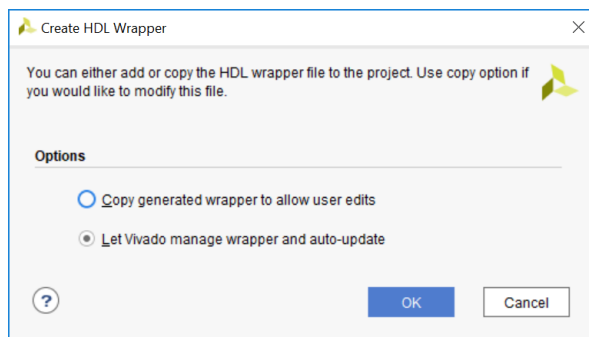 Create HDL Wrapper
You can either add or copy the HDL wrapper file to the project. Use copy option if
you would like to modify this file.
Options
Copy generated wrapper to allow user edits
Let Vivado manage wrapper and auto-update
?
OK
Cancel